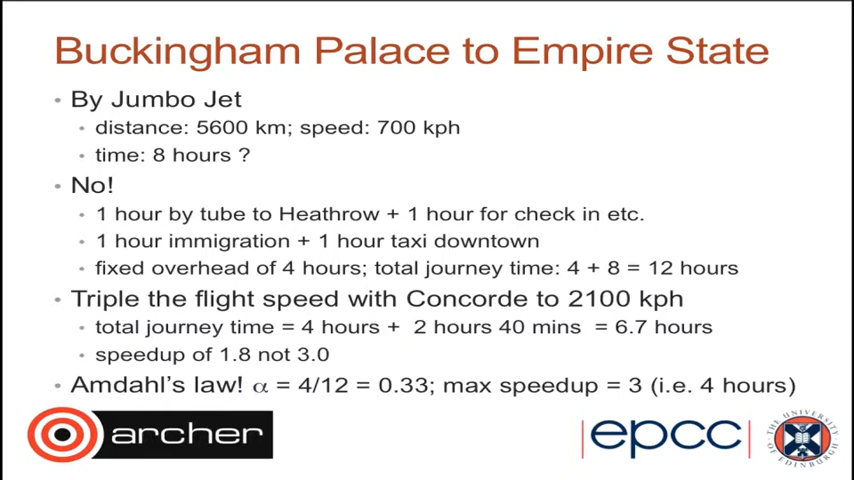 Buckingham Palace to Empire State
• By Jumbo Jet
• distance: 5600 km; speed: 700 kph
• time: 8 hours ?
• No!
• 1 hour by tube to Heathrow + 1 hour for check in etc.
• 1 hour immigration + 1 hour taxi downtown
• fixed overhead of 4 hours; total journey time: 4 + 8 = 12 hours
• Triple the flight speed with Concorde to 2100 kph
• total journey time = 4 hours + 2 hours 40 mins = 6.7 hours
• speedup of 1.8 not 3.0
• Amdahl's law! α = 4/12 = 0.33; max speedup = 3 (i.e. 4 hours)
archer
|epcc|
THE UNIVERSITY OF EDINBURGH